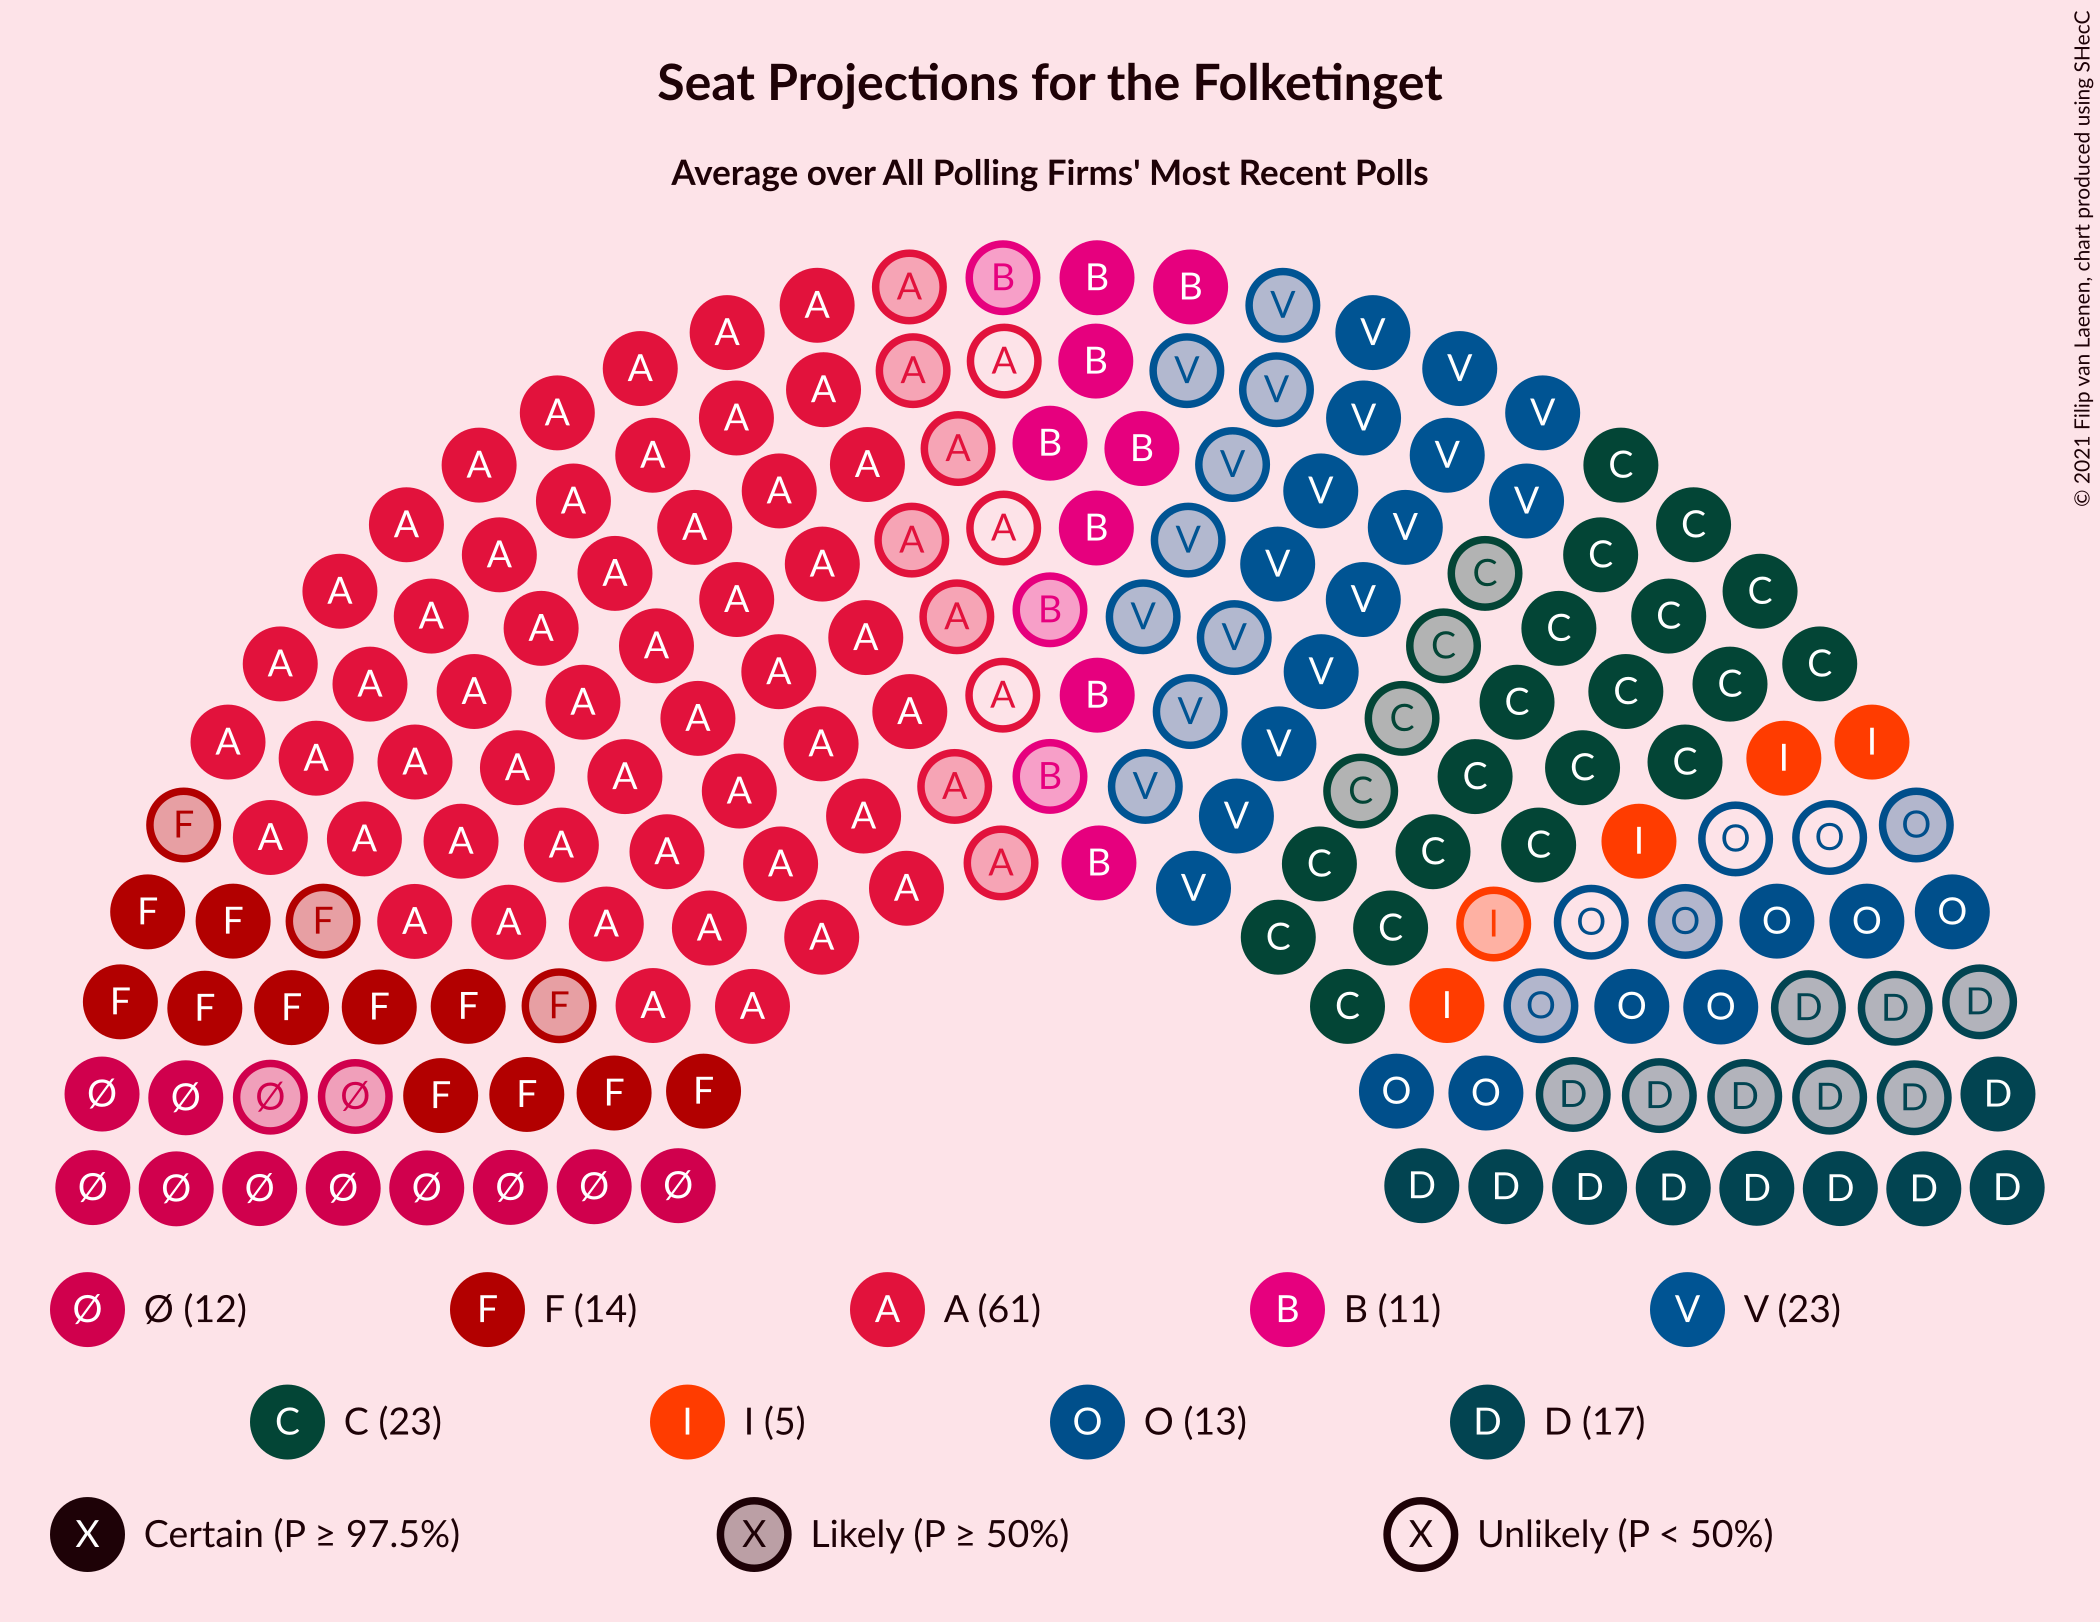 Seat Projections for the Folketinget
Average over All Polling Firms' Most Recent Polls
© 2021 Filip van Laenen, chart produced using SHecC
B B
A B
A V
A V
A V
A V
A A B V V
A V V
A A V
A A B B V V
A A V C
A A V V
A A V V
A C
A A A B V V
A A V C C
A A V C
A A V C
A A B V
A A V C C
A A C C
A A V C
A A C C
A A C C
A A A B V C C
A A V C
A A V C
A A C I I
A A C C
A A B V C
A A C
A V
F A A A V C O
A A C I O O
A A C C
A A B C
A V
F F F A A A A A C C I O O O O O
F F F F F F A A C I O O O D D D
Ø Ø Ø Ø F F F F O O D D D D D D
Ø Ø Ø Ø Ø Ø Ø Ø D D D D D D D D
Ø Ø (12) F F (14) A A (61) B B (11) V V (23)
C C (23) I I (5) O O (13) D D (17)
X Certain (P ≥ 97.5%) X Likely (P ≥ 50%) X Unlikely (P < 50%)